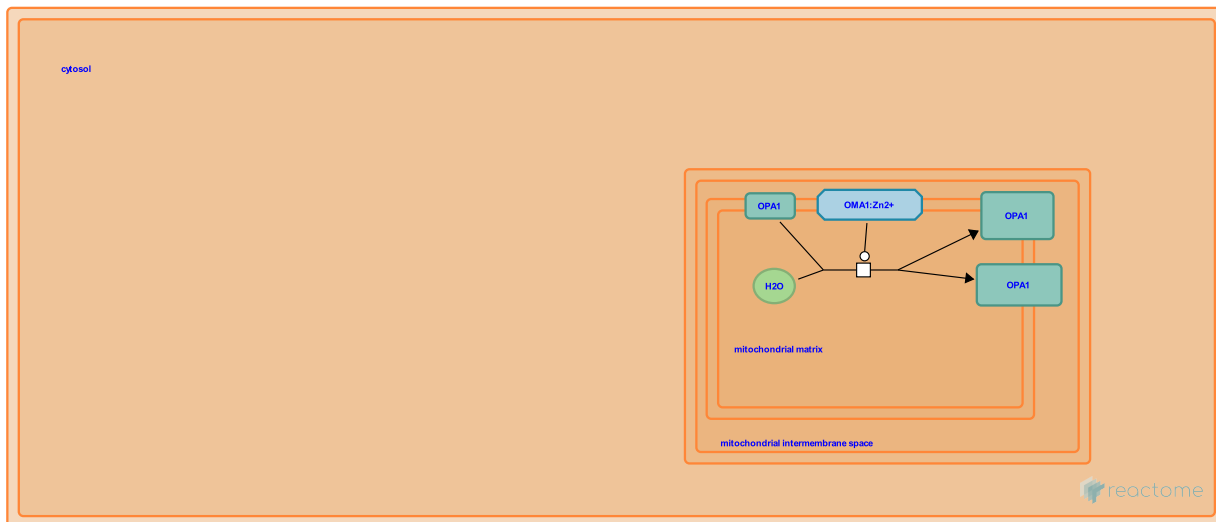 cytosol
OPA1
OMA1:Zn2+
OPA1
OPA1
H2O
mitochondrial matrix
mitochondrial intermembrane space
reactome